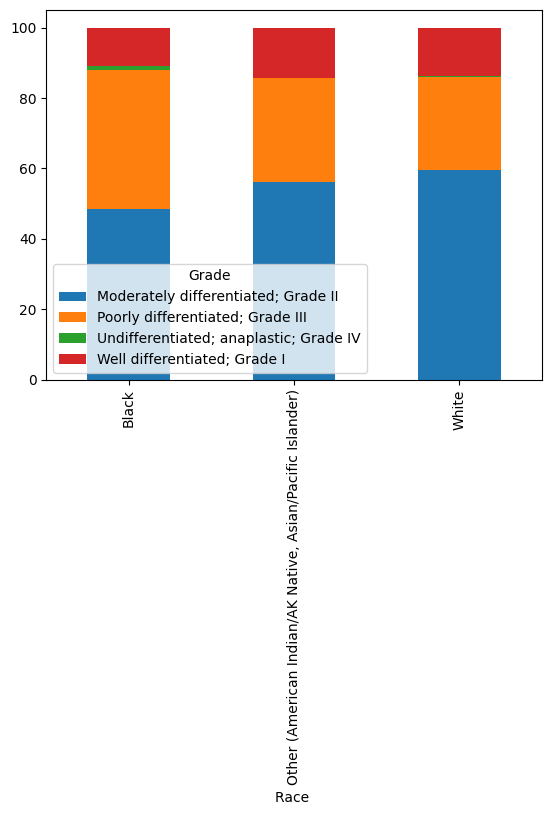 100
80
60
40
20
0
Grade
Moderately differentiated; Grade II
Poorly differentiated; Grade III
Undifferentiated; anaplastic; Grade IV
Well differentiated; Grade I
Black
Other (American Indian/AK Native, Asian/Pacific Islander)
White
Race